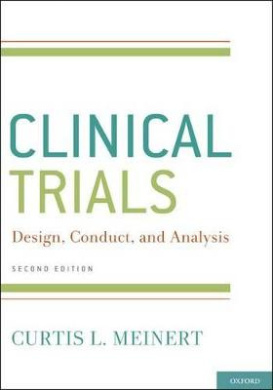 CLINICAL
TRIALS
Design, Conduct, and Analysis
SECOND EDITION
CURTIS L. MEINERT
OXFORD